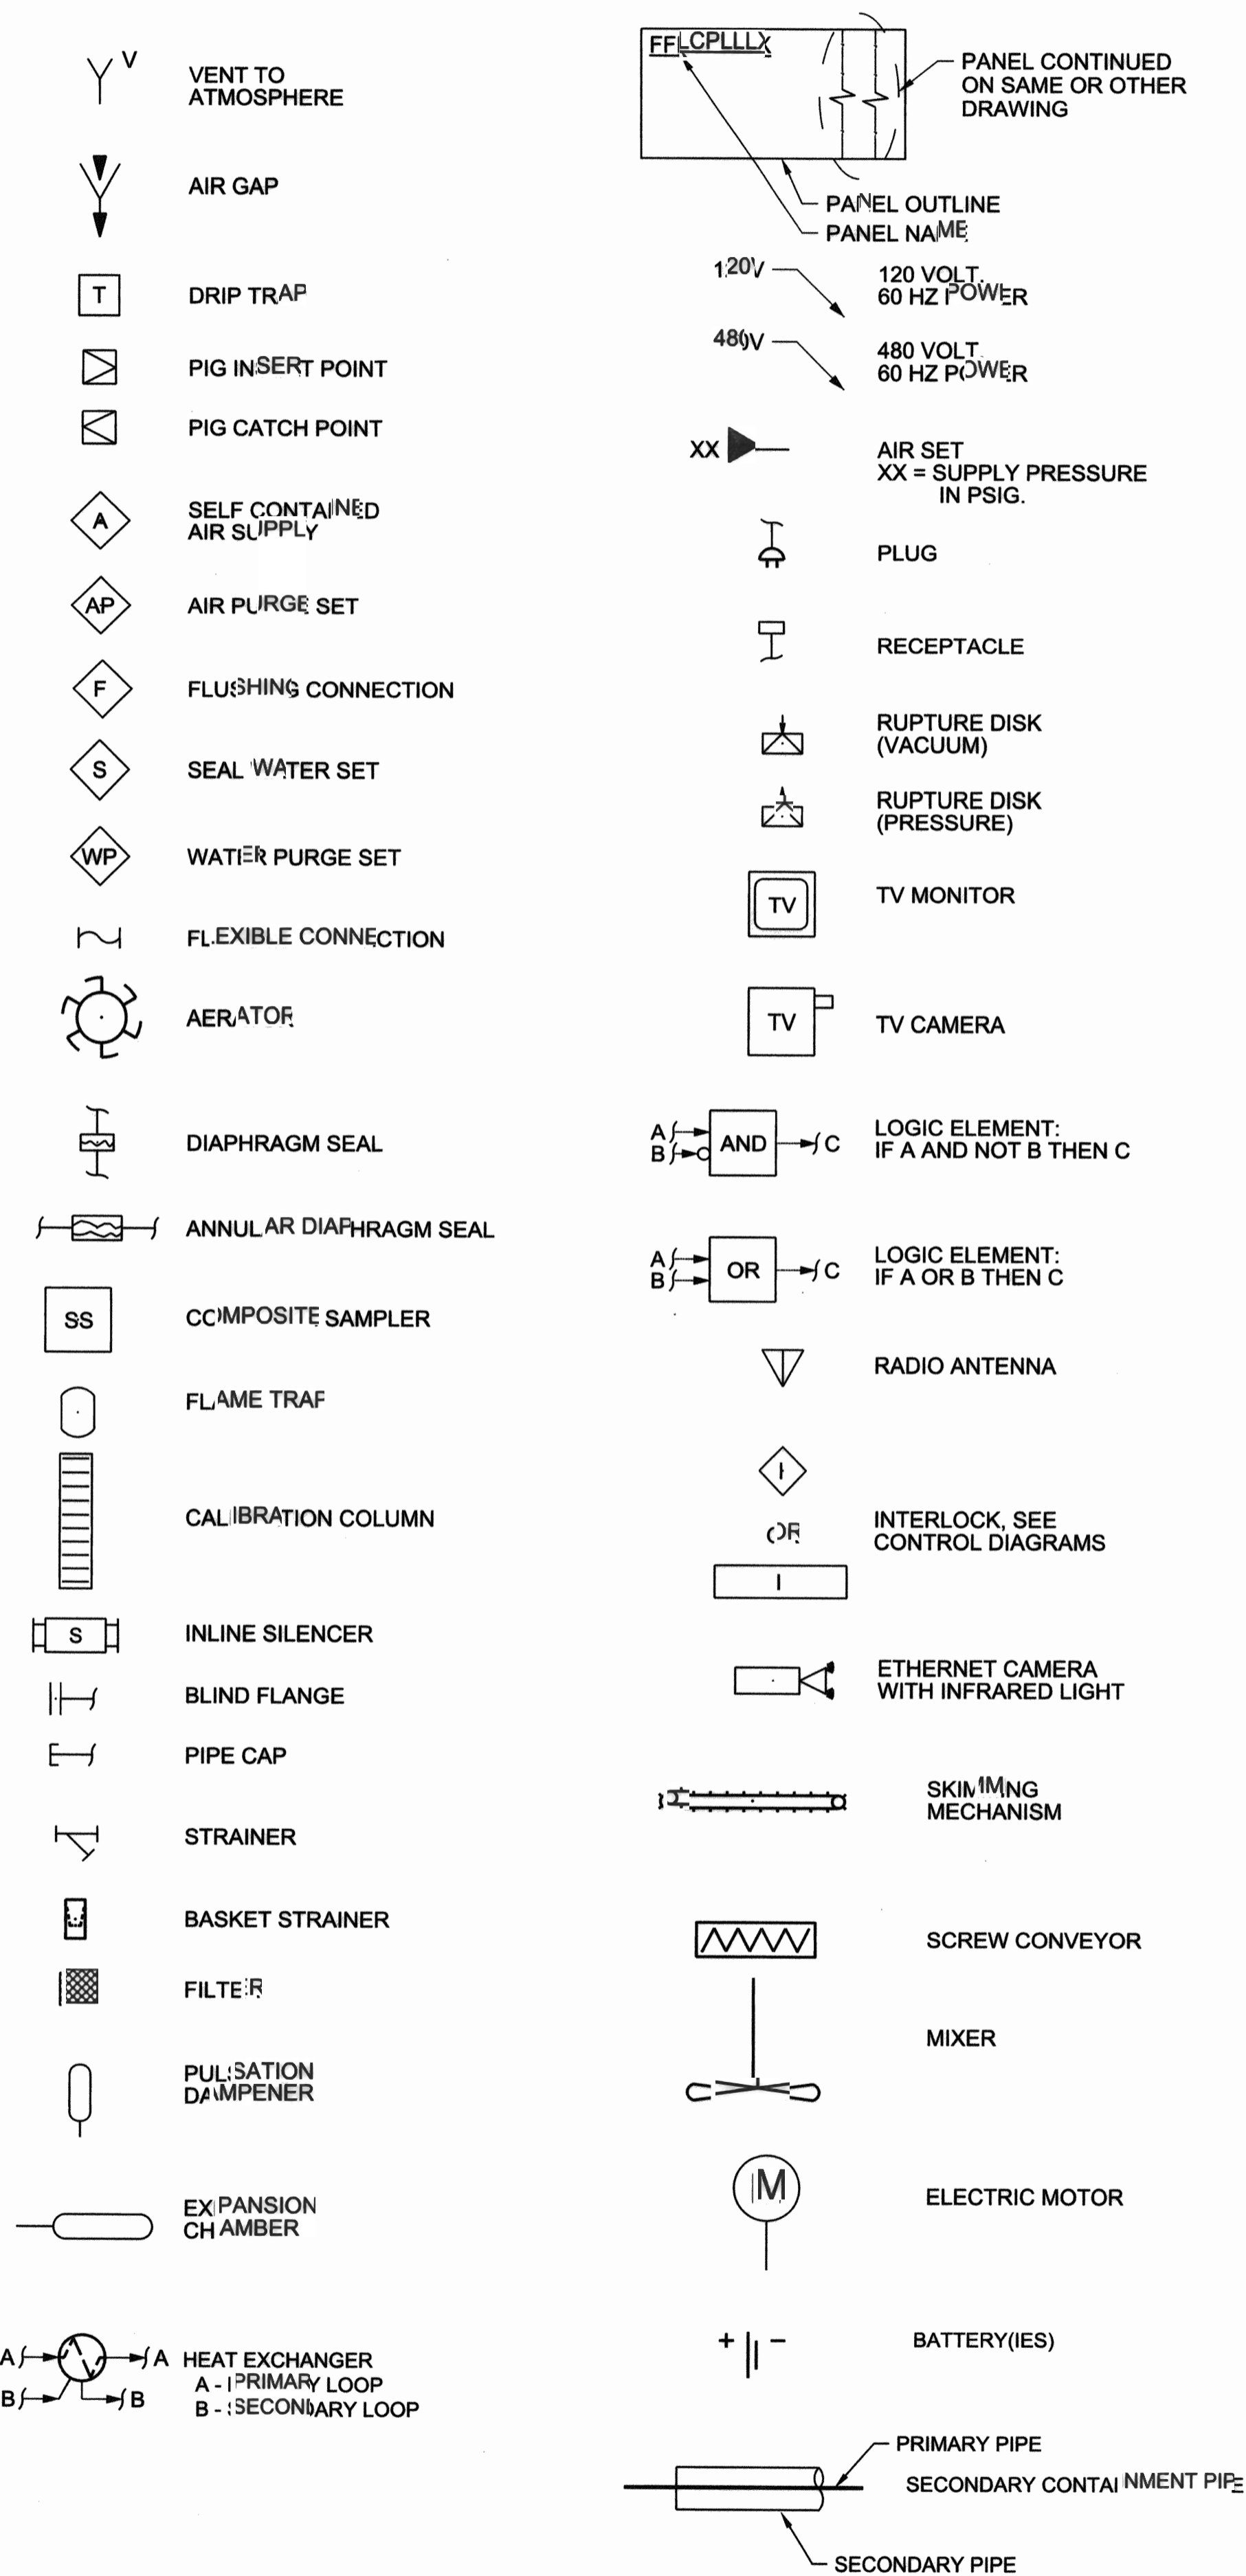 V
VENT TO
ATMOSPHERE
AIR GAP
T
DRIP TRAP
PIG INSERT POINT
PIG CATCH POINT
A
SELF CONTAINED
AIR SUPPLY
AP
AIR PURGE SET
F
FLUSHING CONNECTION
S
SEAL WATER SET
WP
WATER PURGE SET
FLEXIBLE CONNECTION
AERATOR
DIAPHRAGM SEAL
ANNULAR DIAPHRAGM SEAL
SS
COMPOSITE SAMPLER
FLAME TRAP
CALIBRATION COLUMN
S
INLINE SILENCER
BLIND FLANGE
PIPE CAP
STRAINER
BASKET STRAINER
FILTER
PULSATION
DAMPENER
EXPANSION
CHAMBER
A A
B B
HEAT EXCHANGER
A - PRIMARY LOOP
B - SECONDARY LOOP
FFLCPLLLX
PANEL CONTINUED
ON SAME OR OTHER
DRAWING
PANEL OUTLINE
PANEL NAME
120V
120 VOLT.
60 HZ POWER
480V
480 VOLT.
60 HZ POWER
XX
AIR SET
XX = SUPPLY PRESSURE
IN PSIG.
PLUG
RECEPTACLE
RUPTURE DISK
(VACUUM)
RUPTURE DISK
(PRESSURE)
TV
TV MONITOR
TV
TV CAMERA
A
B
AND
C
LOGIC ELEMENT:
IF A AND NOT B THEN C
A
B
OR
C
LOGIC ELEMENT:
IF A OR B THEN C
RADIO ANTENNA
I
OR
I
INTERLOCK, SEE
CONTROL DIAGRAMS
ETHERNET CAMERA
WITH INFRARED LIGHT
SKIMMING
MECHANISM
SCREW CONVEYOR
MIXER
M
ELECTRIC MOTOR
+ -
BATTERY(IES)
PRIMARY PIPE
SECONDARY CONTAINMENT PIPE
SECONDARY PIPE